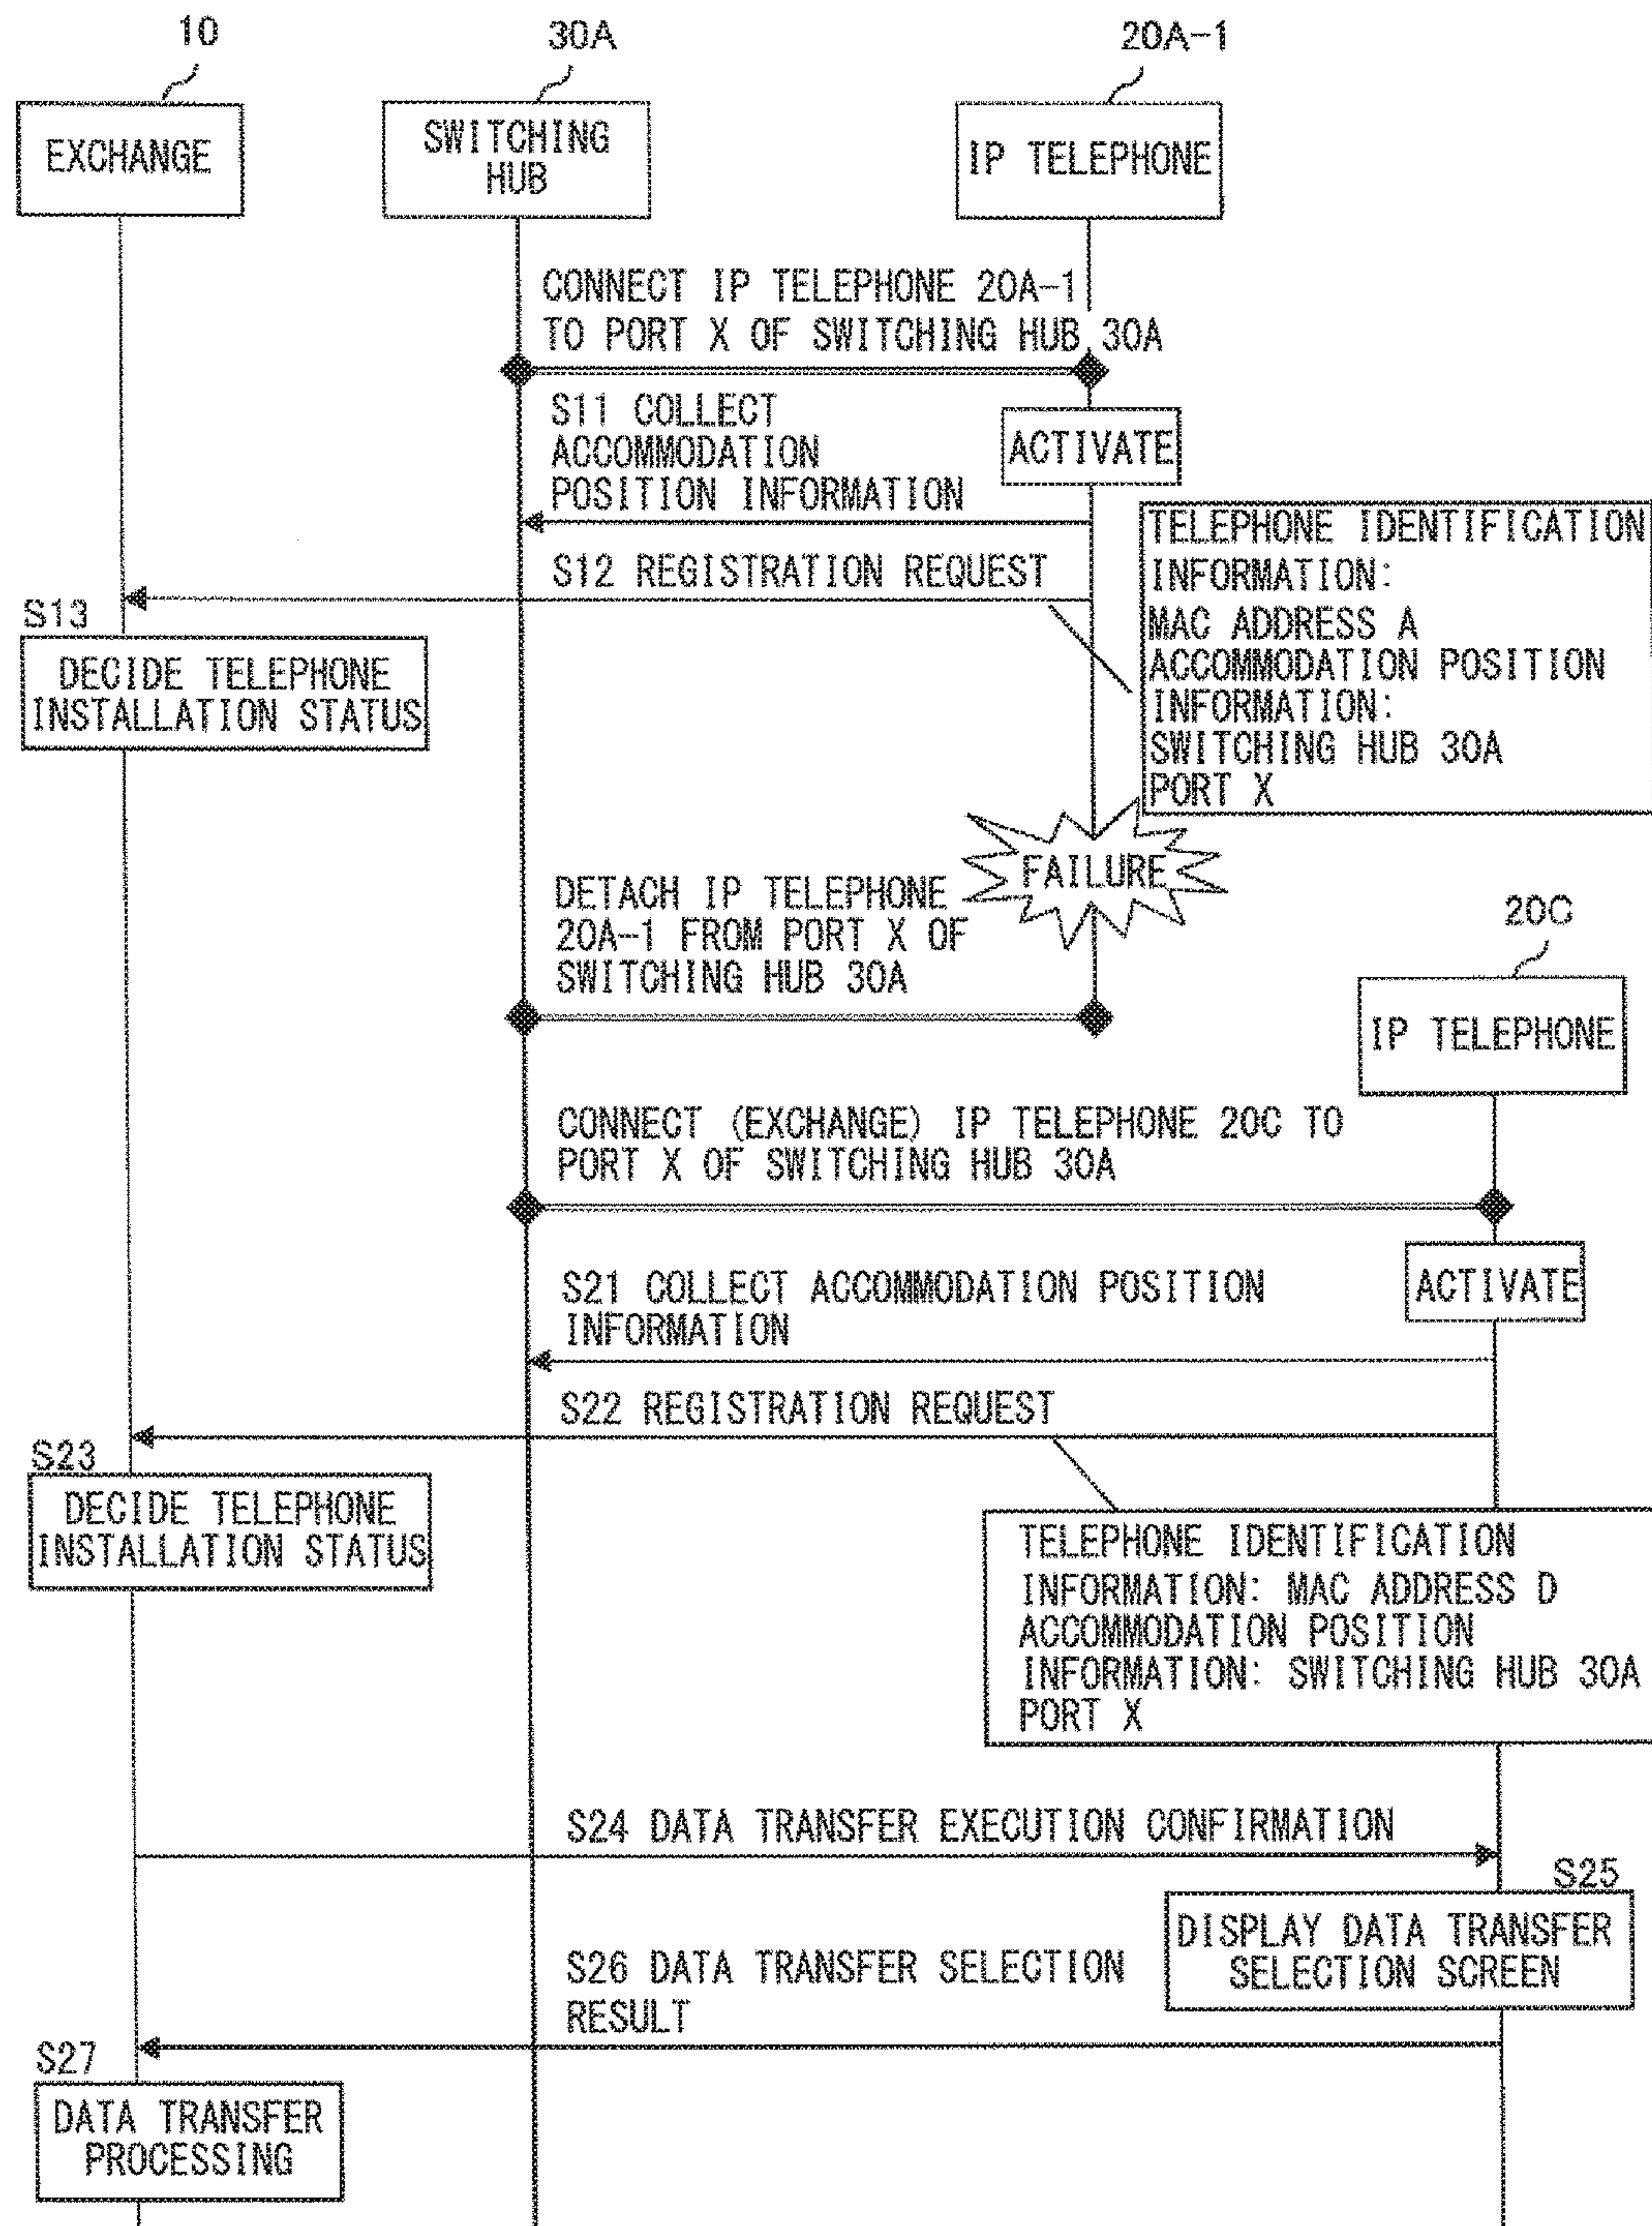 10
30A
20A-1
EXCHANGE
SWITCHING
HUB
IP TELEPHONE
CONNECT IP TELEPHONE 20A-1
TO PORT X OF SWITCHING HUB 30A
S11 COLLECT
ACCOMMODATION
POSITION INFORMATION
ACTIVATE
TELEPHONE IDENTIFICATION
INFORMATION:
MAC ADDRESS A
ACCOMMODATION POSITION
INFORMATION:
SWITCHING HUB 30A
PORT X
S12 REGISTRATION REQUEST
S13
DECIDE TELEPHONE
INSTALLATION STATUS
FAILURE
DETACH IP TELEPHONE
20A-1 FROM PORT X OF
SWITCHING HUB 30A
20C
IP TELEPHONE
CONNECT (EXCHANGE) IP TELEPHONE 20C TO
PORT X OF SWITCHING HUB 30A
ACTIVATE
S21 COLLECT ACCOMMODATION POSITION
INFORMATION
S22 REGISTRATION REQUEST
S23
DECIDE TELEPHONE
INSTALLATION STATUS
TELEPHONE IDENTIFICATION
INFORMATION: MAC ADDRESS D
ACCOMMODATION POSITION
INFORMATION: SWITCHING HUB 30A
PORT X
S24 DATA TRANSFER EXECUTION CONFIRMATION
S25
DISPLAY DATA TRANSFER
SELECTION SCREEN
S26 DATA TRANSFER SELECTION
RESULT
S27
DATA TRANSFER
PROCESSING